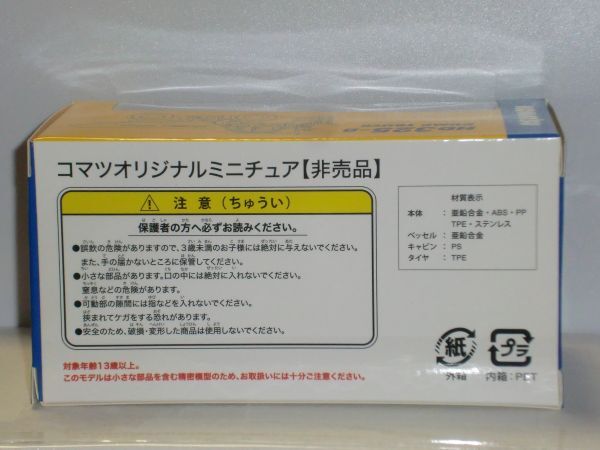 HD325-8
コマツオリジナルミニチュア【非売品】
注意（ちゅうい）
保護者の方へ必ずお読みください。
●誤飲の危険がありますので、3歳未満のお子様には絶対に与えないでください。
また、手の届かないところに保管してください。
●小さな部品があります。口の中には絶対に入れないでください。
窒息などの危険があります。
●可動部の隙間には指などを入れないでください。
挟まれてケガをする恐れがあります。
●安全のため、破損・変形した商品は使用しないでください。
材質表示
本体 : 亜鉛合金・ABS・PP
TPE・ステンレス
ベッセル : 亜鉛合金
キャビン : PS
タイヤ : TPE
対象年齢13歳以上。
このモデルは小さな部品を含む精密模型のため、お取扱いには十分ご注意ください。
紙
外箱
プラ
内箱：PET